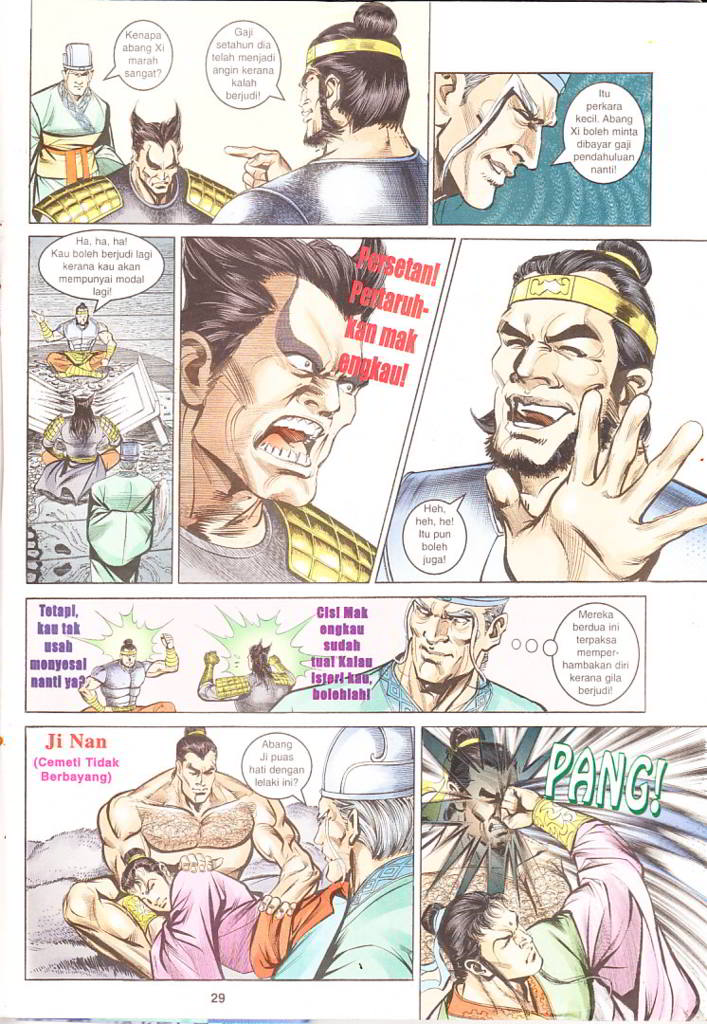 Kenapa
abang Xi
marah
sangat?
Gaji
setahun dia
telah menjadi
angin kerana
kalah
berjudi!
Itu
perkara
kecil. Abang
Xi boleh minta
dibayar gaji
pendahuluan
nanti!
Ha, ha, ha!
Kau boleh berjudi lagi
kerana kau akan
mempunyai modal
lagi!
Persetan!
Pertaruh-
kan mak
engkau!
Heh,
heh, he!
Itu pun
boleh
juga!
Tetapi,
kau tak
usah
monyesal
nanti ya?
Cis! Mak
engkau
sudah
tua! Kalau
isteri kau,
bolehlah!
Mereka
berdua ini
terpaksa
memper-
hambakan diri
kerana gila
berjudi!
Ji Nan
(Cemeti Tidak
Berbayang)
Abang
Ji puas
hati dengan
lelaki ini?
PANG!
29